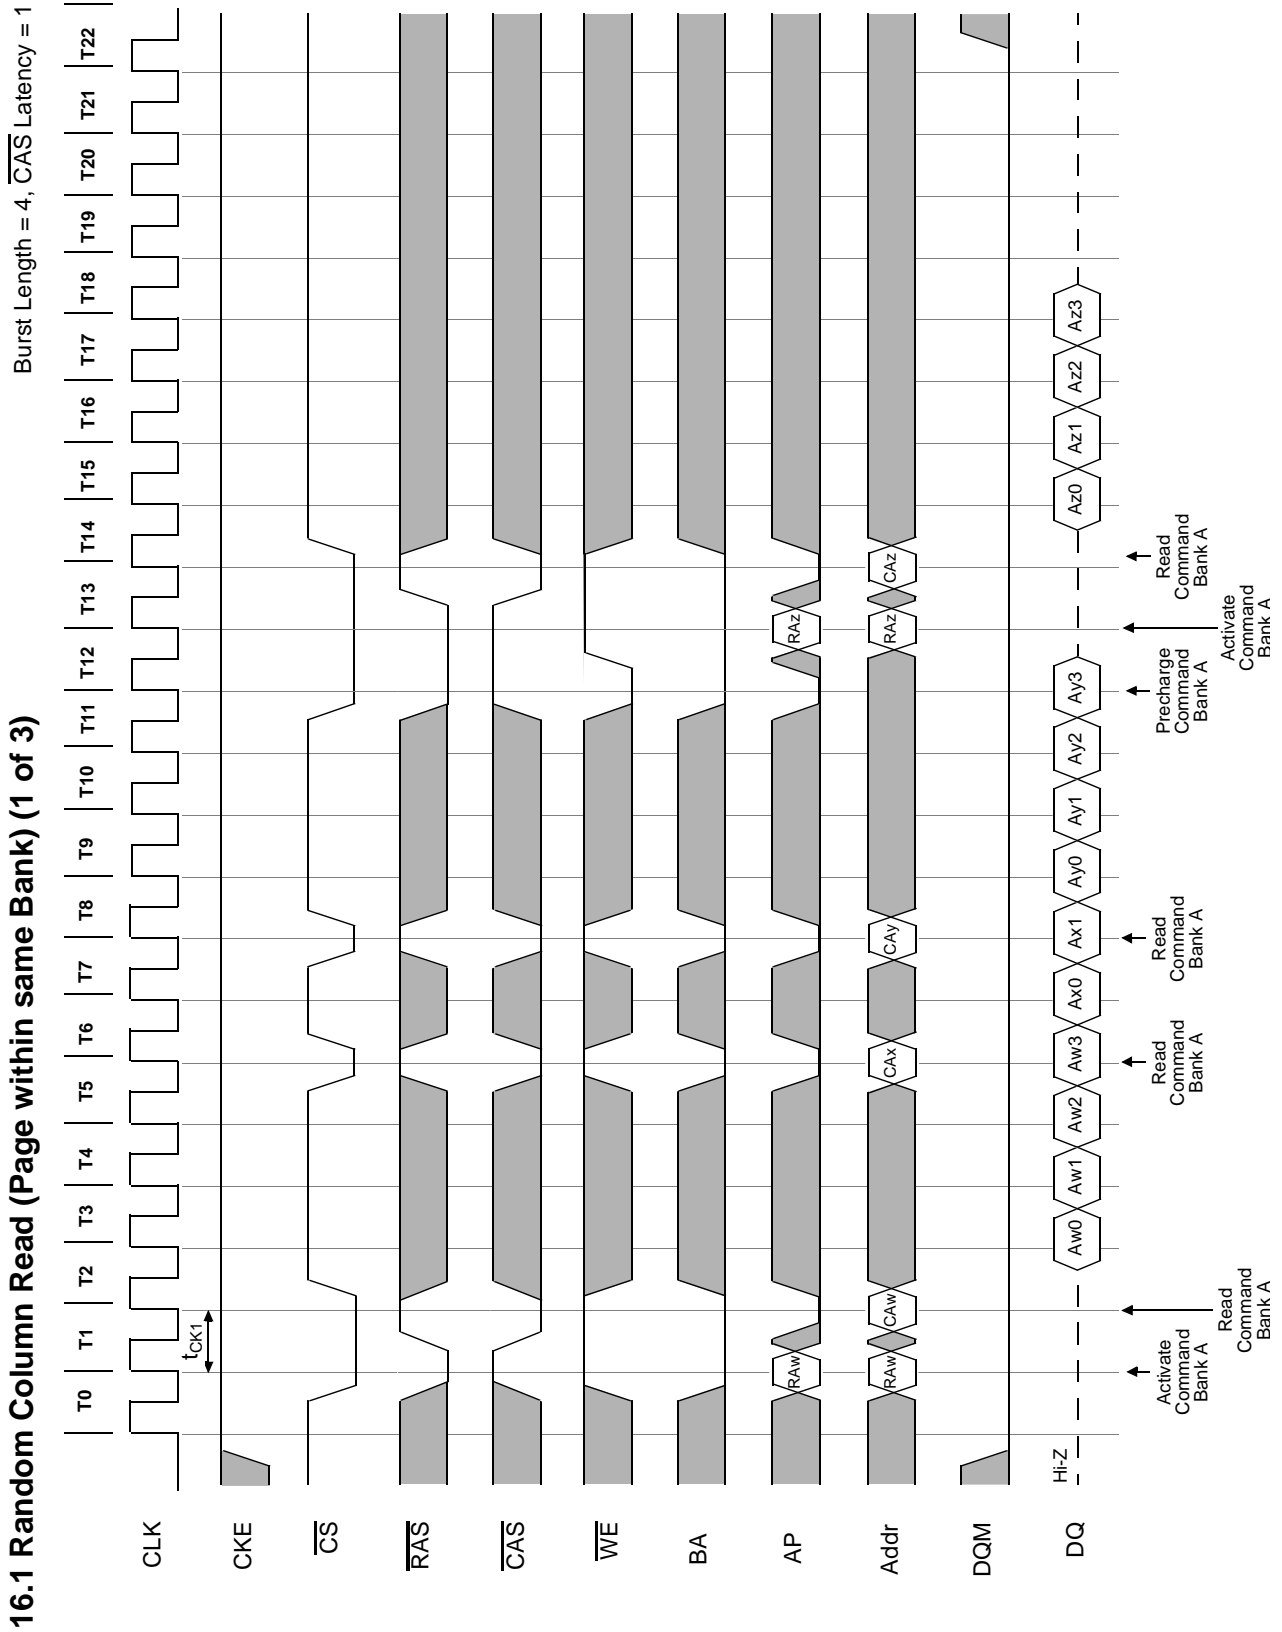 16.1 Random Column Read (Page within same Bank) (1 of 3)
Burst Length = 4, CAS Latency = 1
T0 T1 T2 T3 T4 T5 T6 T7 T8 T9 T10 T11 T12 T13 T14 T15 T16 T17 T18 T19 T20 T21 T22
CLK
tCK1
CKE
CS
RAS
CAS
WE
BA
AP
RAw RAz
Addr
RAw CAw CAx CAy RAz CAz
DQM
DQ
Hi-Z
Aw0 Aw1 Aw2 Aw3 Ax0 Ax1 Ay0 Ay1 Ay2 Ay3 Az0 Az1 Az2 Az3
Activate
Command
Bank A
Read
Command
Bank A
Read
Command
Bank A
Read
Command
Bank A
Precharge
Command
Bank A
Activate
Command
Bank A
Read
Command
Bank A